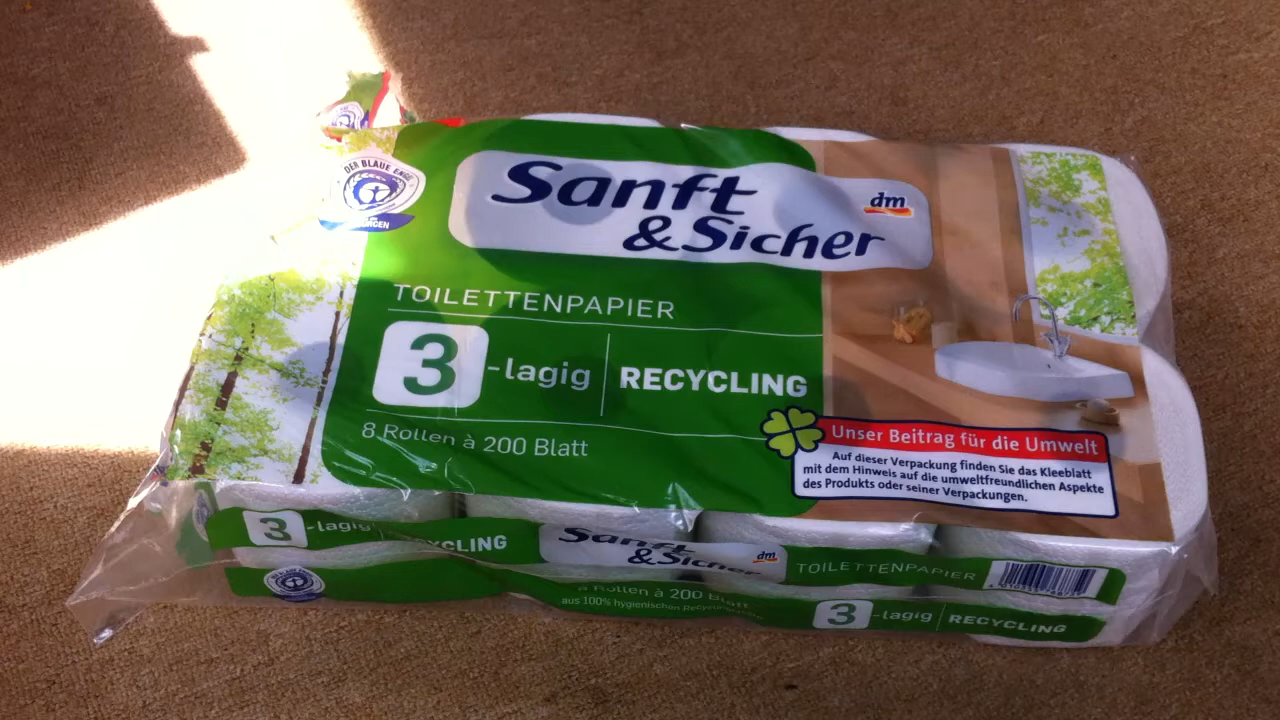 DER BLAUE ENGEL
Sanft
& Sicher
dm
TOILETTENPAPIER
3 -lagig RECYCLING
8 Rollen à 200 Blatt
Unser Beitrag für die Umwelt
Auf dieser Verpackung finden Sie das Kleeblatt
mit dem Hinweis auf die umweltfreundlichen Aspekte
des Produkts oder seiner Verpackungen.
3 -lagig
Sanft
& Sicher
dm
TOILETTENPAPIER
8 Rollen à 200 Blatt
aus 100% hygienischen
3 -lagig RECYCLING